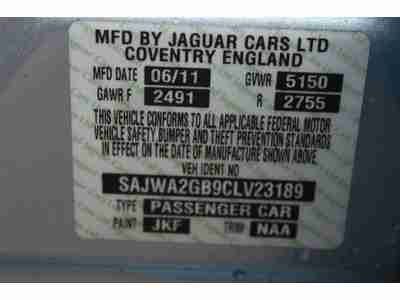 MFD BY JAGUAR CARS LTD
COVENTRY ENGLAND
MFD DATE 06/11 GVWR 5150
GAWR F 2491 R 2755
THIS VEHICLE CONFORMS TO ALL APPLICABLE FEDERAL MOTOR
VEHICLE SAFETY BUMPER AND THEFT PREVENTION STANDARDS
IN EFFECT ON THE DATE OF MANUFACTURE SHOWN ABOVE
VEH IDENT NO
SAJWA2GB9CLV23189
TYPE PASSENGER CAR
PAINT JKF TRIM NAA